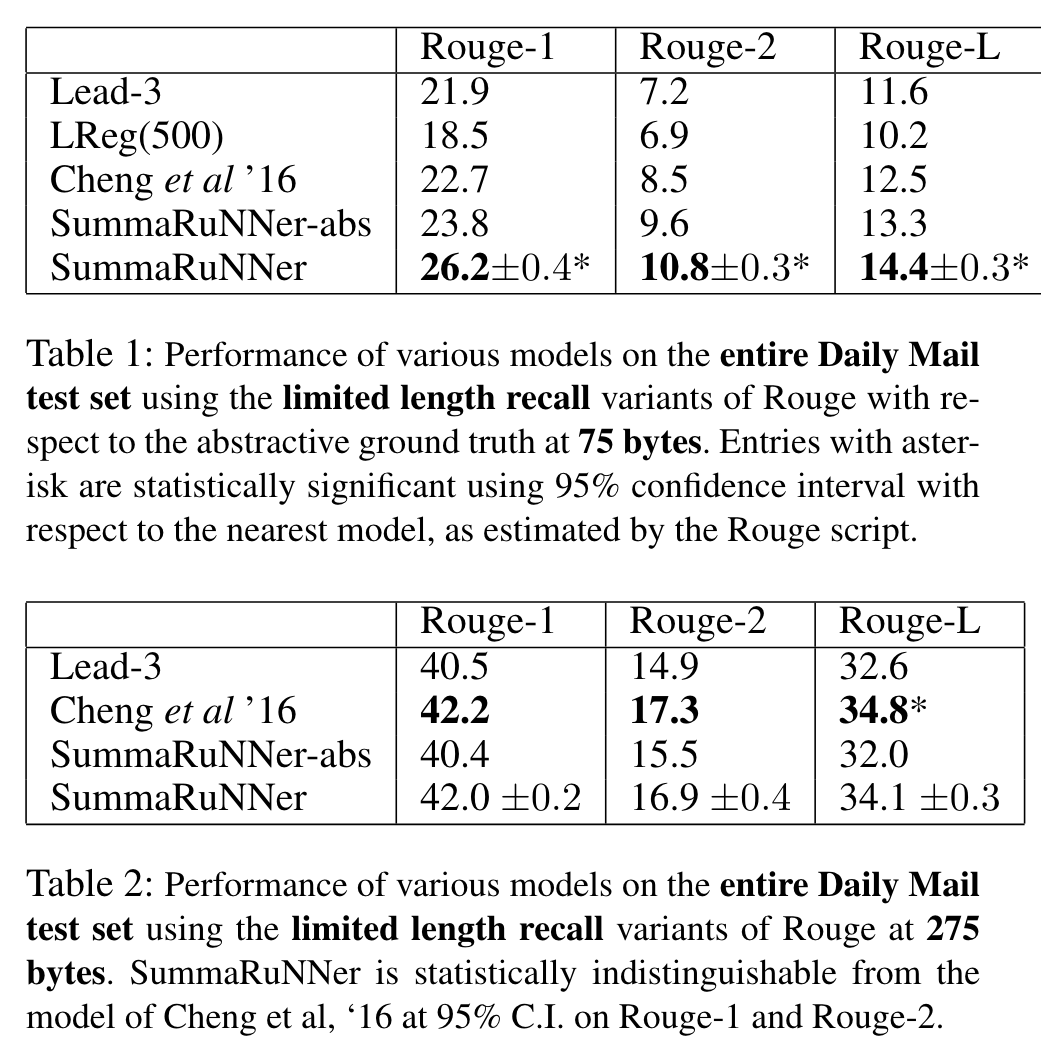 Rouge-1 Rouge-2 Rouge-L
Lead-3 21.9 7.2 11.6
LReg(500) 18.5 6.9 10.2
Cheng et al ’16 22.7 8.5 12.5
SummaRuNNer-abs 23.8 9.6 13.3
SummaRuNNer 26.2±0.4* 10.8±0.3* 14.4±0.3*
Table 1: Performance of various models on the entire Daily Mail
test set using the limited length recall variants of Rouge with re-
spect to the abstractive ground truth at 75 bytes. Entries with aster-
isk are statistically significant using 95% confidence interval with
respect to the nearest model, as estimated by the Rouge script.
Rouge-1 Rouge-2 Rouge-L
Lead-3 40.5 14.9 32.6
Cheng et al ’16 42.2 17.3 34.8*
SummaRuNNer-abs 40.4 15.5 32.0
SummaRuNNer 42.0 ±0.2 16.9 ±0.4 34.1 ±0.3
Table 2: Performance of various models on the entire Daily Mail
test set using the limited length recall variants of Rouge at 275
bytes. SummaRuNNer is statistically indistinguishable from the
model of Cheng et al, ‘16 at 95% C.I. on Rouge-1 and Rouge-2.